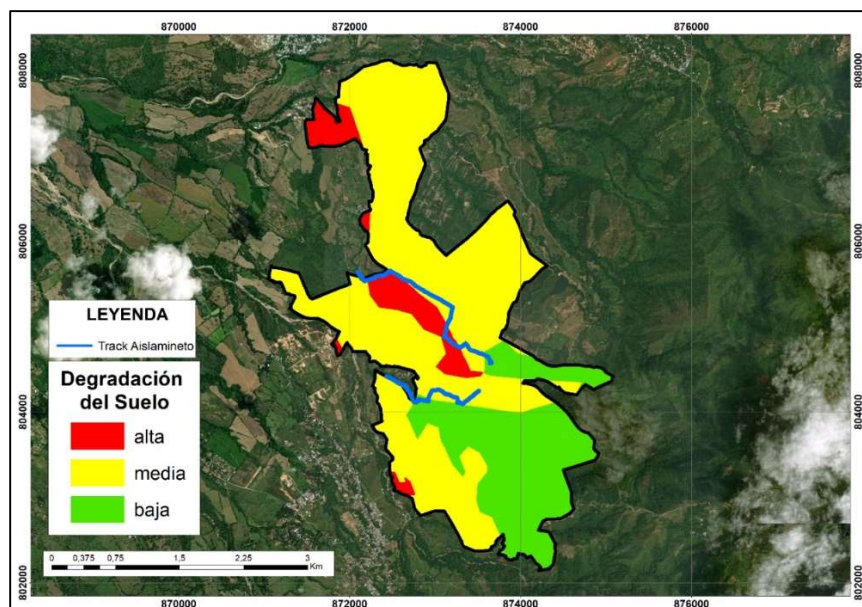 870000 872000 874000 876000
808000 808000
806000 806000
804000 804000
802000 802000
LEYENDA
Track Aislamineto
Degradación
del Suelo
alta
media
baja
0 0,375 0,75 1,5 2,25 3
Km
870000 872000 874000 876000